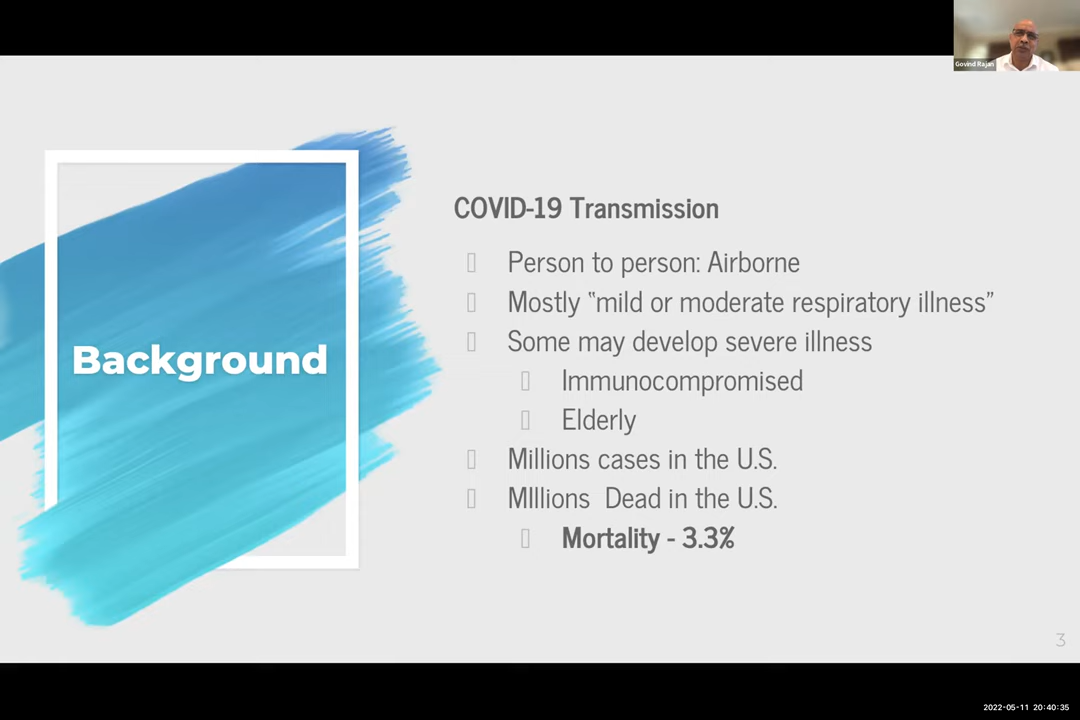 Govind Rajan
Background
COVID-19 Transmission
Person to person: Airborne
Mostly “mild or moderate respiratory illness”
Some may develop severe illness
Immunocompromised
Elderly
Millions cases in the U.S.
MIllions  Dead in the U.S.
Mortality - 3.3%
3
2022-05-11 20:40:35